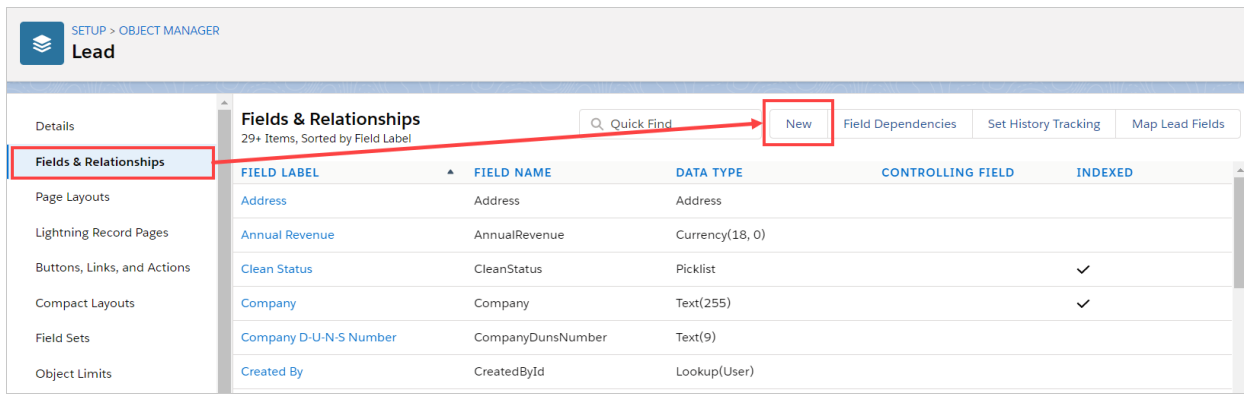 SETUP > OBJECT MANAGER
Lead
Details
Fields & Relationships
Page Layouts
Lightning Record Pages
Buttons, Links, and Actions
Compact Layouts
Field Sets
Object Limits
Fields & Relationships
29+ Items, Sorted by Field Label
Quick Find
New
Field Dependencies
Set History Tracking
Map Lead Fields
FIELD LABEL FIELD NAME DATA TYPE CONTROLLING FIELD INDEXED
Address Address Address
Annual Revenue AnnualRevenue Currency(18, 0)
Clean Status CleanStatus Picklist
Company Company Text(255)
Company D-U-N-S Number CompanyDunsNumber Text(9)
Created By CreatedById Lookup(User)